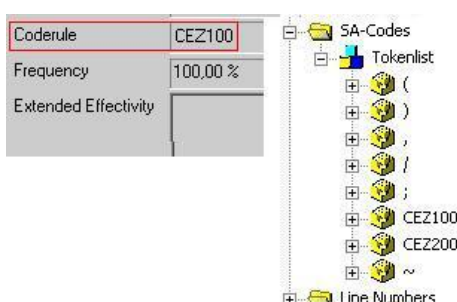 Coderule CEZ100
Frequency 100,00 %
Extended Effectivity
SA-Codes
Tokenlist
(
)
,
/
;
CEZ100
CEZ200
~
Line Numbers